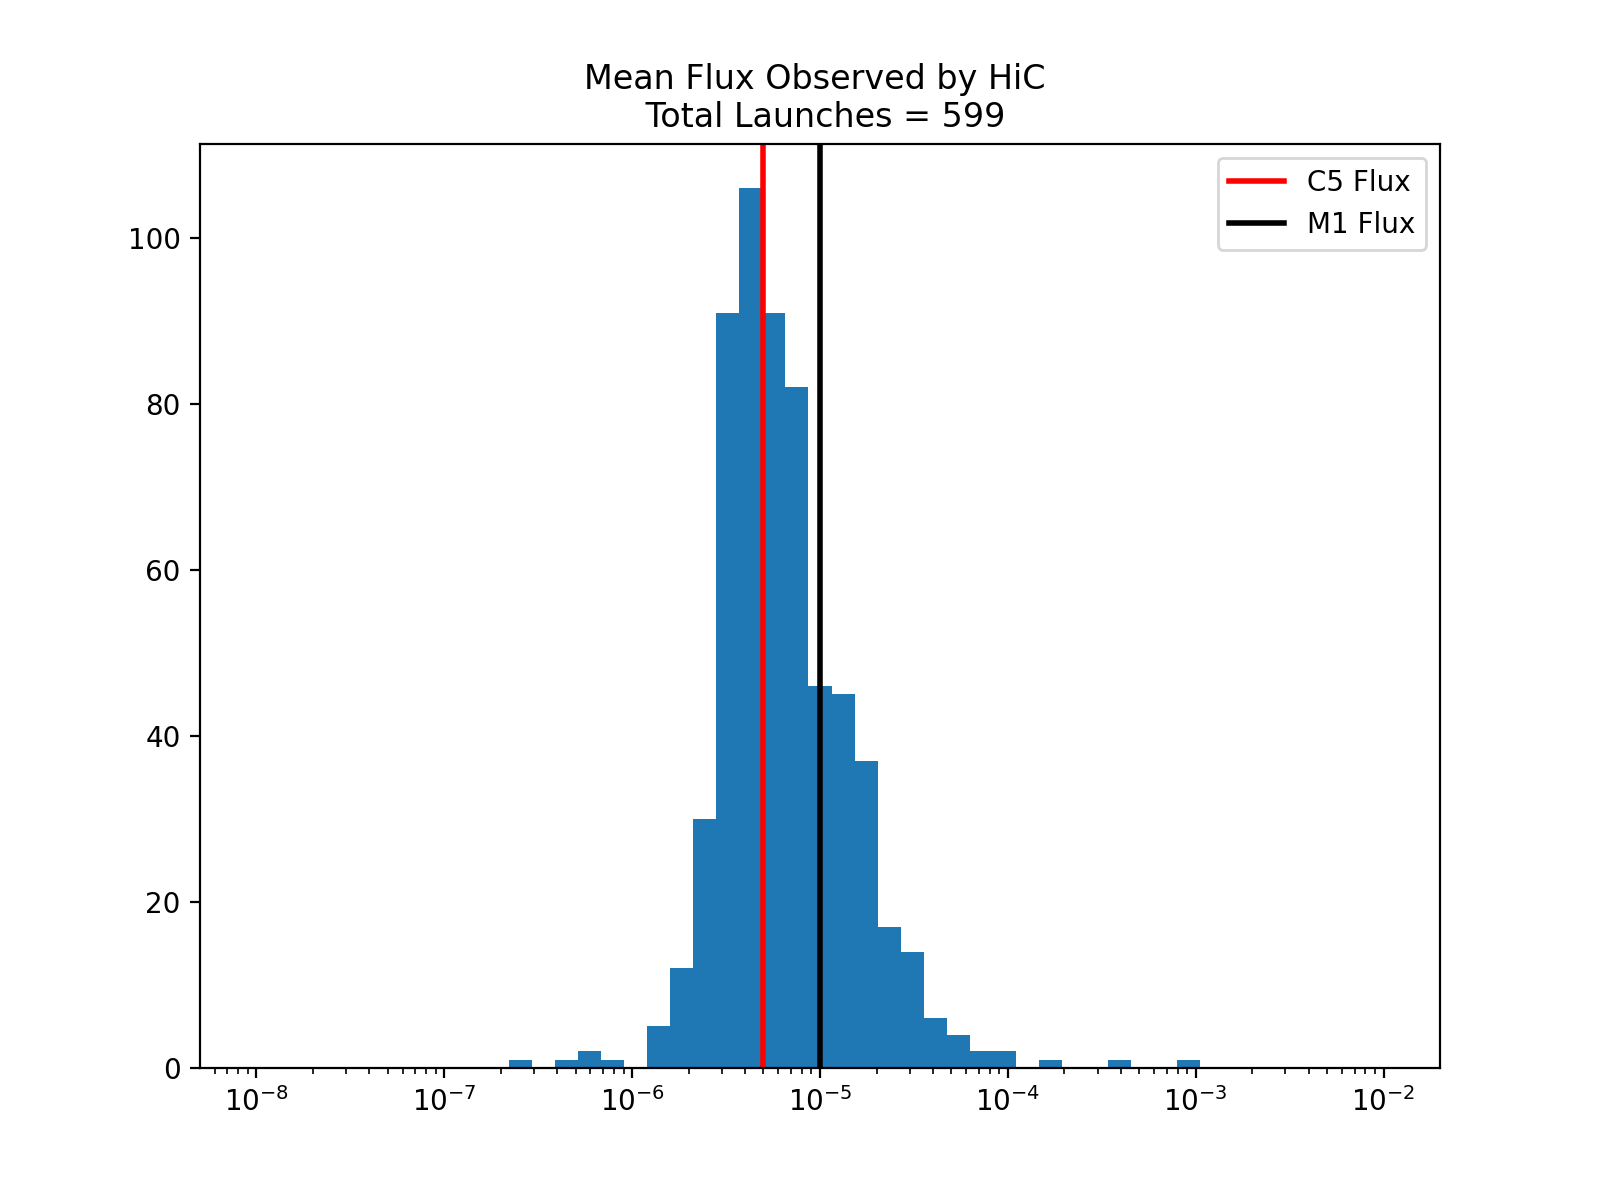 Mean Flux Observed by HiC
Total Launches = 599
C5 Flux
M1 Flux
100
80
60
40
20
0
10⁻⁸ 10⁻⁷ 10⁻⁶ 10⁻⁵ 10⁻⁴ 10⁻³ 10⁻²